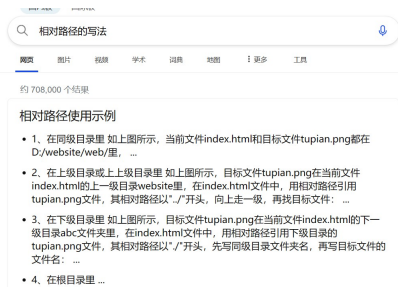 相对路径的写法
网页 图片 视频 学术 词典 地图 更多 工具
约 708,000 个结果
相对路径使用示例
1、在同级目录里 如上图所示，当前文件index.html和目标文件tupian.png都在
D:/website/web/里， ...
2、在上级目录或上上级目录里 如上图所示，目标文件tupian.png在当前文件
index.html的上一级目录website里，在index.html文件中，用相对路径引用
tupian.png文件，其相对路径以"../"开头，向上走一级，再找目标文件： ...
3、在下级目录里 如上图所示，目标文件tupian.png在当前文件index.html的下一
级目录abc文件夹里，在index.html文件中，用相对路径引用下级目录的
tupian.png文件，其相对路径以"./"开头，先写同级目录文件夹名，再写目标文件的
文件名： ...
4、在根目录里 ...